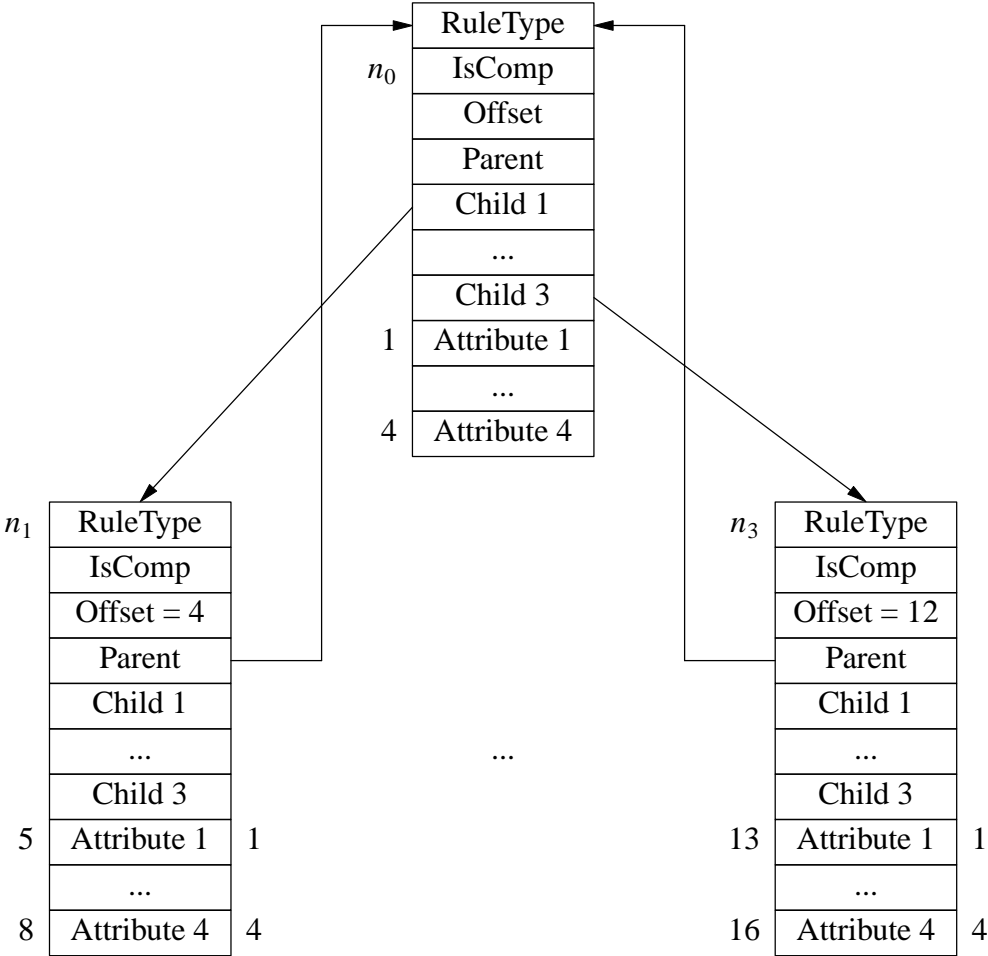 RuleType
n0 IsComp
Offset
Parent
Child 1
...
Child 3
1 Attribute 1
...
4 Attribute 4
n1 RuleType
IsComp
Offset = 4
Parent
Child 1
...
Child 3
5 Attribute 1 1
...
8 Attribute 4 4
...
n3 RuleType
IsComp
Offset = 12
Parent
Child 1
...
Child 3
13 Attribute 1 1
...
16 Attribute 4 4